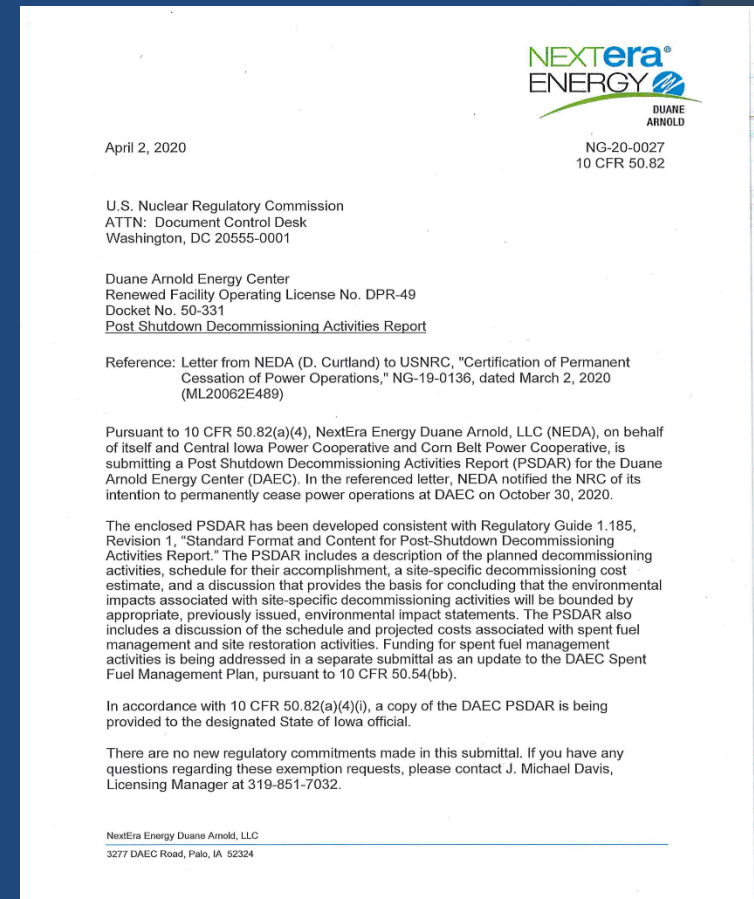 NEXTera®
ENERGY
DUANE
ARNOLD
April 2, 2020
NG-20-0027
10 CFR 50.82
U.S. Nuclear Regulatory Commission
ATTN: Document Control Desk
Washington, DC 20555-0001
Duane Arnold Energy Center
Renewed Facility Operating License No. DPR-49
Docket No. 50-331
Post Shutdown Decommissioning Activities Report
Reference: Letter from NEDA (D. Curtland) to USNRC, "Certification of Permanent
Cessation of Power Operations," NG-19-0136, dated March 2, 2020
(ML20062E489)
Pursuant to 10 CFR 50.82(a)(4), NextEra Energy Duane Arnold, LLC (NEDA), on behalf
of itself and Central Iowa Power Cooperative and Corn Belt Power Cooperative, is
submitting a Post Shutdown Decommissioning Activities Report (PSDAR) for the Duane
Arnold Energy Center (DAEC). In the referenced letter, NEDA notified the NRC of its
intention to permanently cease power operations at DAEC on October 30, 2020.
The enclosed PSDAR has been developed consistent with Regulatory Guide 1.185,
Revision 1, "Standard Format and Content for Post-Shutdown Decommissioning
Activities Report." The PSDAR includes a description of the planned decommissioning
activities, schedule for their accomplishment, a site-specific decommissioning cost
estimate, and a discussion that provides the basis for concluding that the environmental
impacts associated with site-specific decommissioning activities will be bounded by
appropriate, previously issued, environmental impact statements. The PSDAR also
includes a discussion of the schedule and projected costs associated with spent fuel
management and site restoration activities. Funding for spent fuel management
activities is being addressed in a separate submittal as an update to the DAEC Spent
Fuel Management Plan, pursuant to 10 CFR 50.54(bb).
In accordance with 10 CFR 50.82(a)(4)(i), a copy of the DAEC PSDAR is being
provided to the designated State of Iowa official.
There are no new regulatory commitments made in this submittal. If you have any
questions regarding these exemption requests, please contact J. Michael Davis,
Licensing Manager at 319-851-7032.
NextEra Energy Duane Arnold, LLC
3277 DAEC Road, Palo, IA 52324